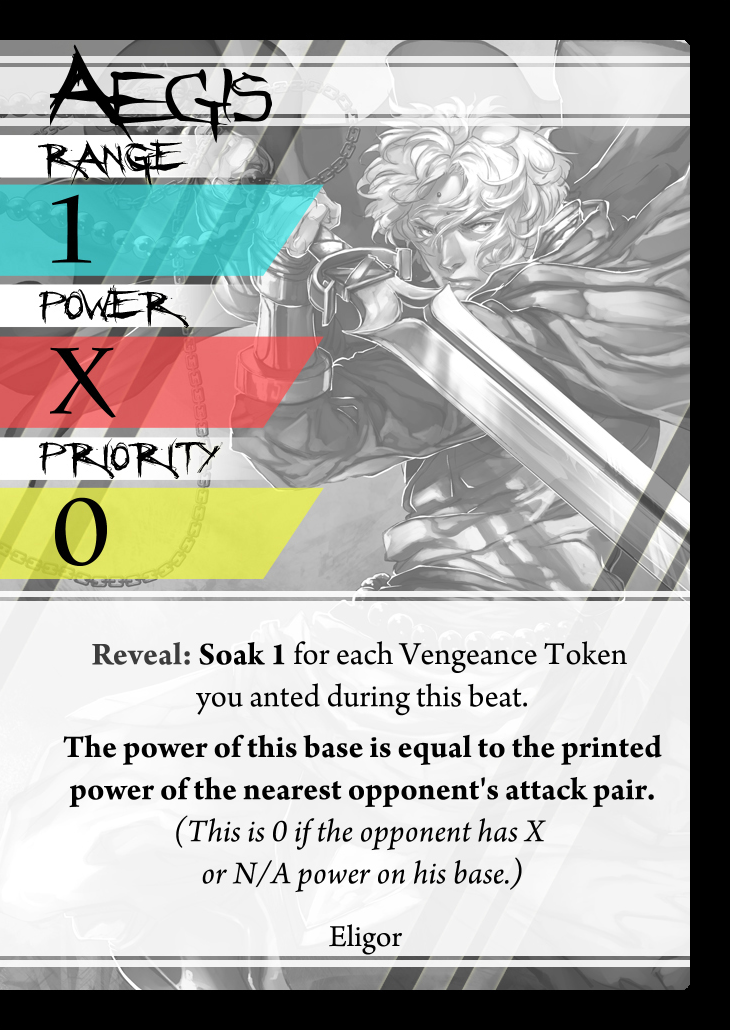 AEGIS
RANGE
1
POWER
X
PRIORITY
0
Reveal: Soak 1 for each Vengeance Token
you anted during this beat.
The power of this base is equal to the printed
power of the nearest opponent's attack pair.
(This is 0 if the opponent has X
or N/A power on his base.)
Eligor